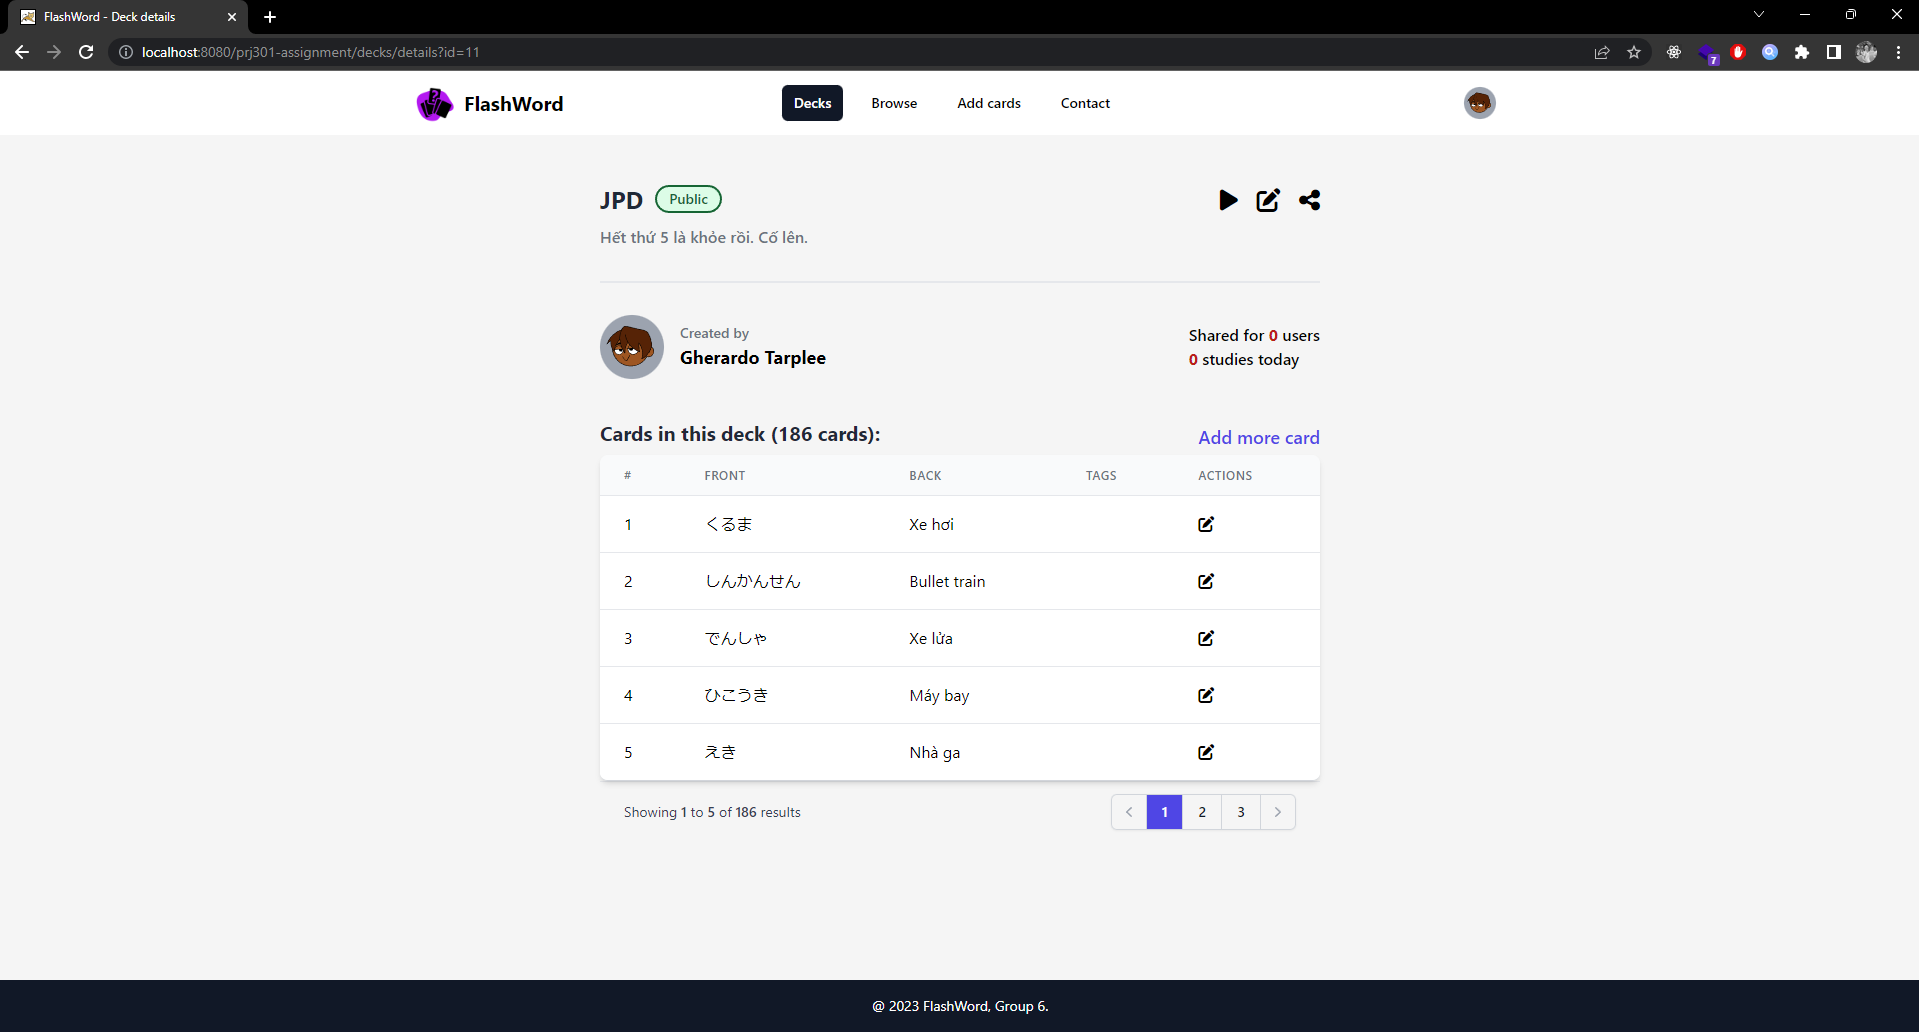 FlashWord - Deck details
localhost:8080/prj301-assignment/decks/details?id=11
7
FlashWord
Decks
Browse
Add cards
Contact
JPD
Public
Hết thứ 5 là khỏe rồi. Cố lên.
Created by
Gherardo Tarplee
Shared for 0 users
0 studies today
Cards in this deck (186 cards):
Add more card
# FRONT BACK TAGS ACTIONS
1 くるま Xe hơi
2 しんかんせん Bullet train
3 でんしゃ Xe lửa
4 ひこうき Máy bay
5 えき Nhà ga
Showing 1 to 5 of 186 results
1 2 3
@ 2023 FlashWord, Group 6.